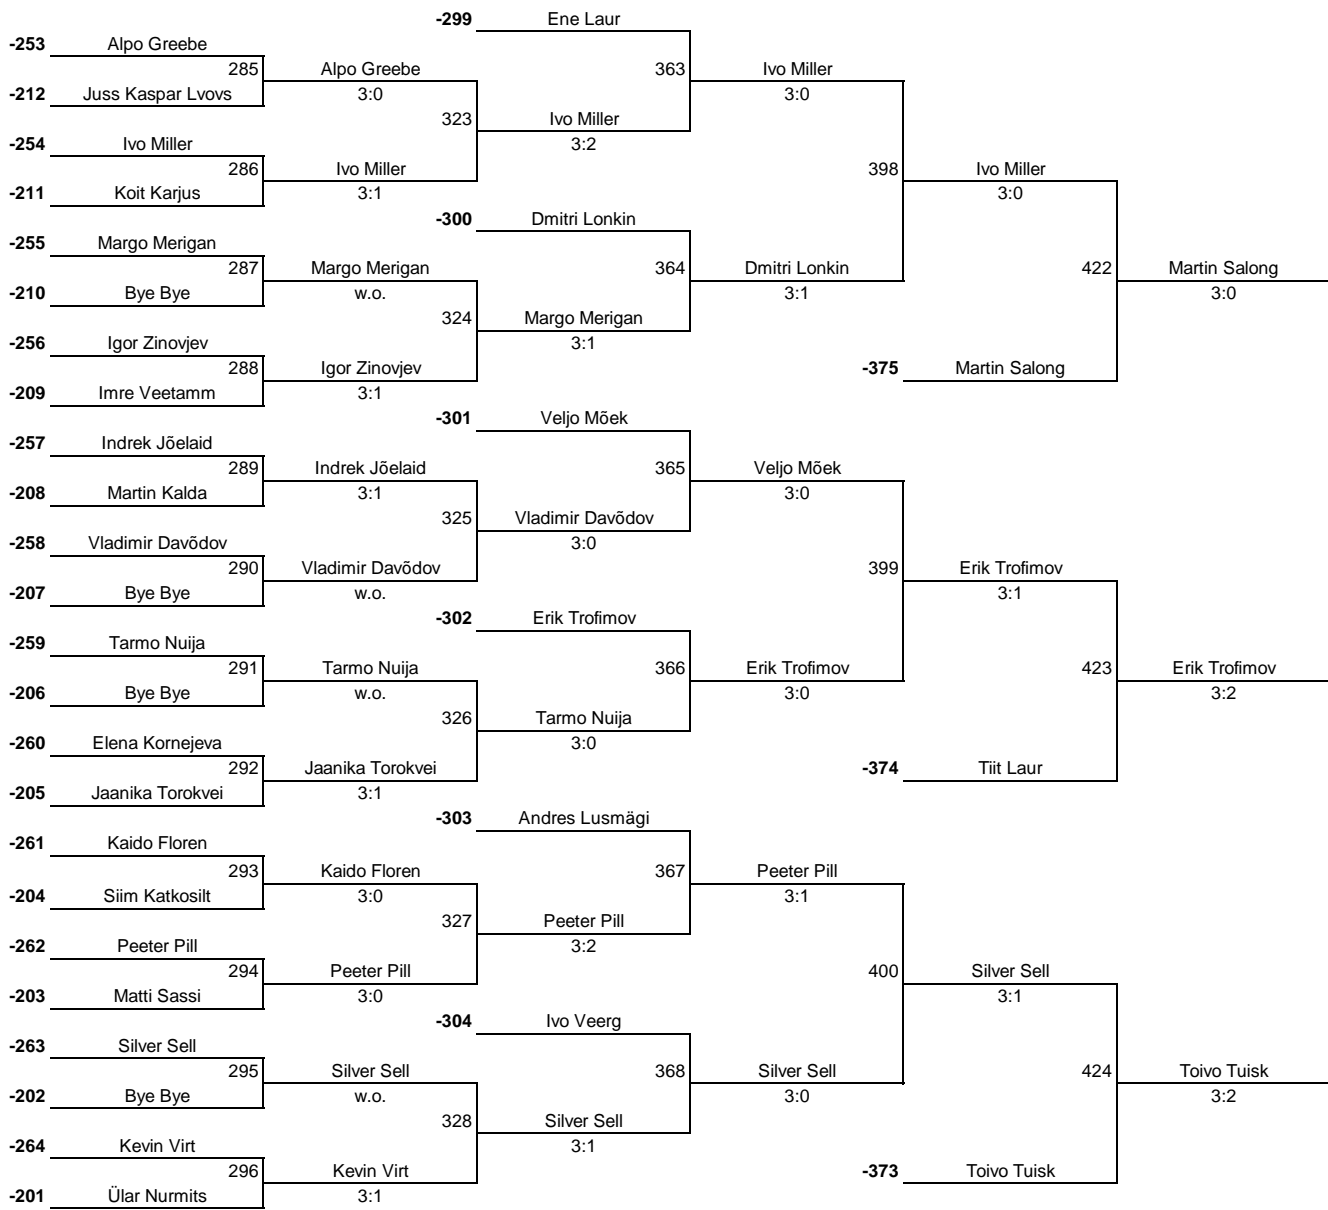 -299 Ene Laur
-253 Alpo Greebe
285 Alpo Greebe 363 Ivo Miller
-212 Juss Kaspar Lvovs 3:0 3:0
323 Ivo Miller
-254 Ivo Miller 3:2
286 Ivo Miller 398 Ivo Miller
-211 Koit Karjus 3:1 3:0
-300 Dmitri Lonkin
-255 Margo Merigan
287 Margo Merigan 364 Dmitri Lonkin 422 Martin Salong
-210 Bye Bye w.o. 3:1 3:0
324 Margo Merigan
-256 Igor Zinovjev 3:1
288 Igor Zinovjev -375 Martin Salong
-209 Imre Veetamm 3:1
-301 Veljo Mõek
-257 Indrek Jõelaid
289 Indrek Jõelaid 365 Veljo Mõek
-208 Martin Kalda 3:1 3:0
325 Vladimir Davõdov
-258 Vladimir Davõdov 3:0
290 Vladimir Davõdov 399 Erik Trofimov
-207 Bye Bye w.o. 3:1
-302 Erik Trofimov
-259 Tarmo Nuija
291 Tarmo Nuija 366 Erik Trofimov 423 Erik Trofimov
-206 Bye Bye w.o. 3:0 3:2
326 Tarmo Nuija
-260 Elena Kornejeva 3:0
292 Jaanika Torokvei -374 Tiit Laur
-205 Jaanika Torokvei 3:1
-303 Andres Lusmägi
-261 Kaido Floren
293 Kaido Floren 367 Peeter Pill
-204 Siim Katkosilt 3:0 3:1
327 Peeter Pill
-262 Peeter Pill 3:2
294 Peeter Pill 400 Silver Sell
-203 Matti Sassi 3:0 3:1
-304 Ivo Veerg
-263 Silver Sell
295 Silver Sell 368 Silver Sell 424 Toivo Tuisk
-202 Bye Bye w.o. 3:0 3:2
328 Silver Sell
-264 Kevin Virt 3:1
296 Kevin Virt -373 Toivo Tuisk
-201 Ülar Nurmits 3:1